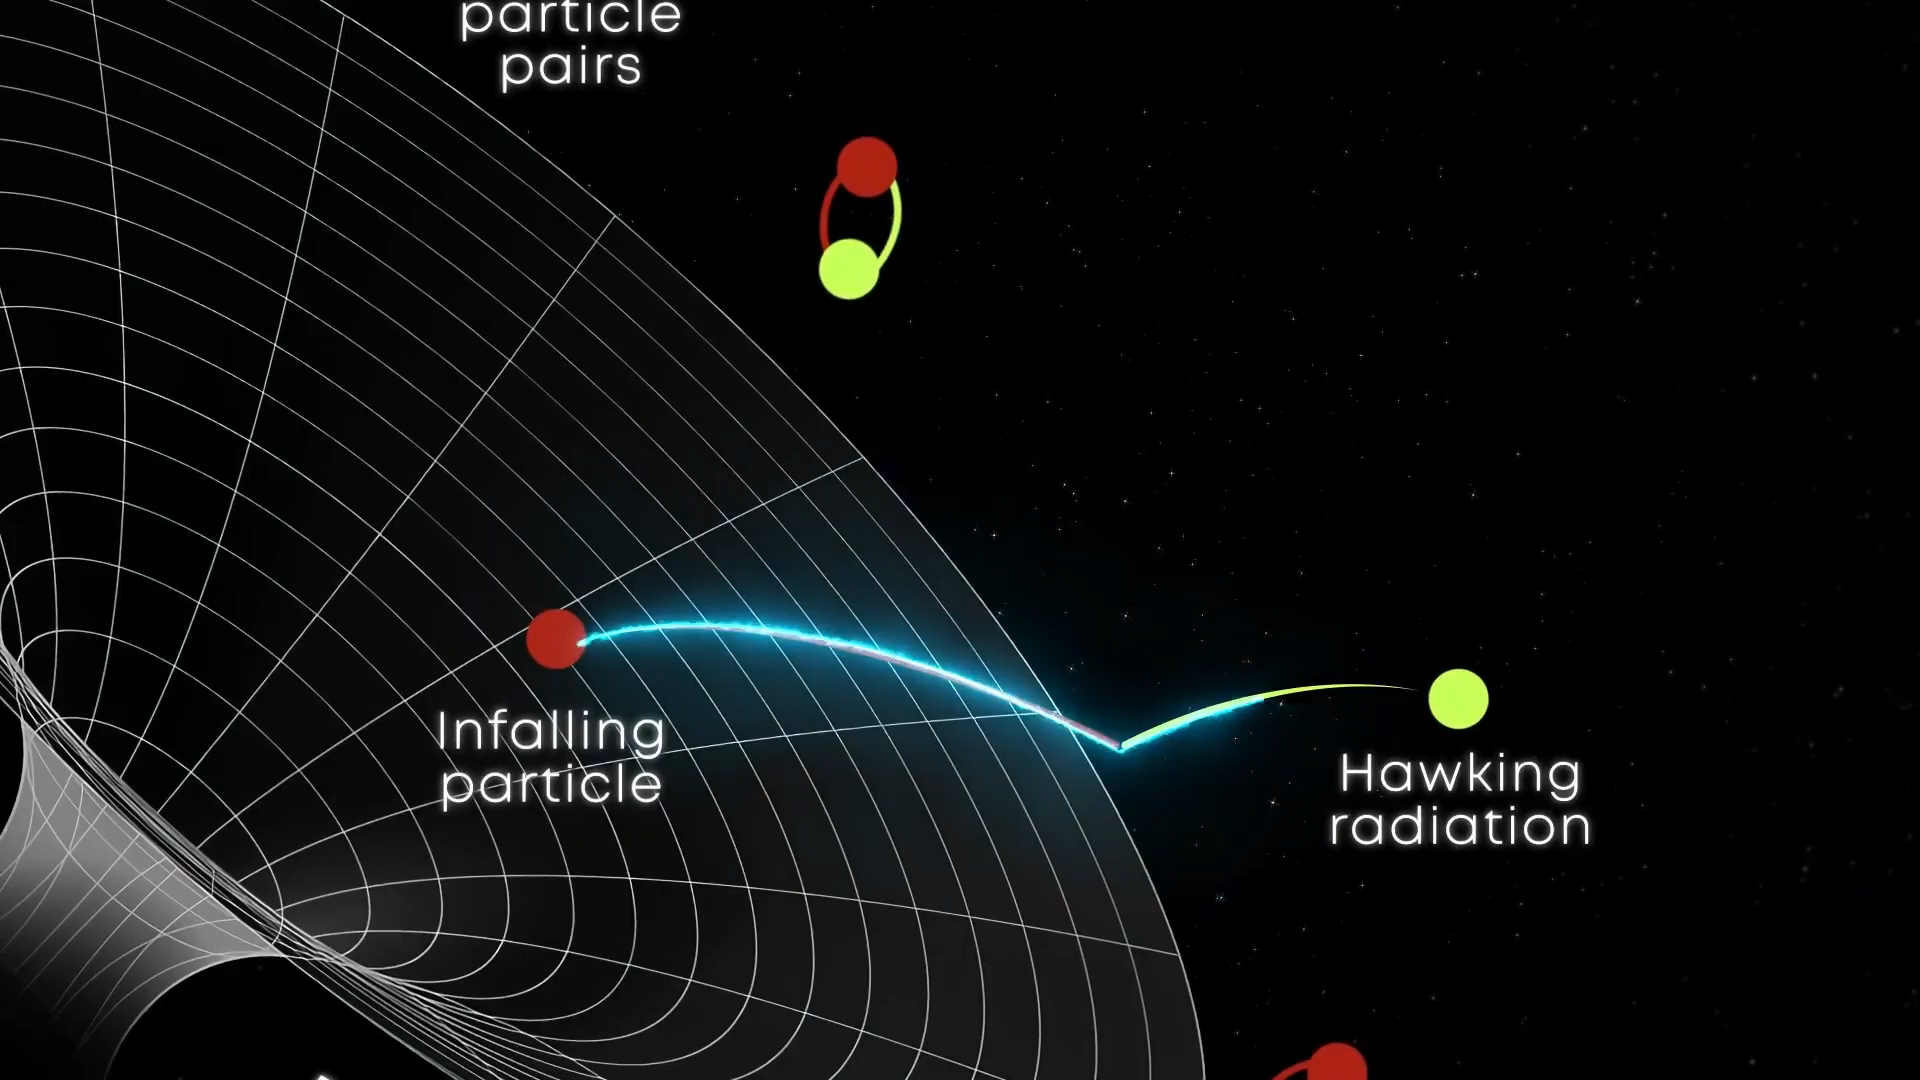 particle
pairs
Infalling
particle
Hawking
radiation